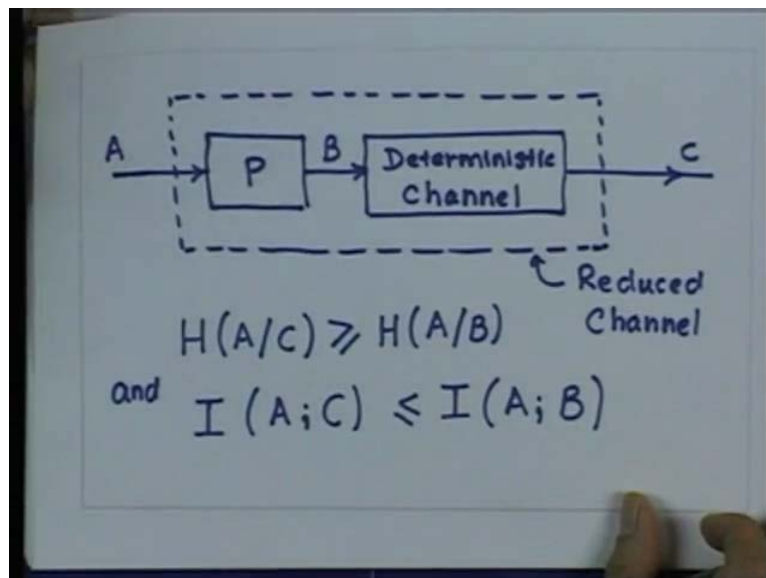 A
P
B
Deterministic
Channel
C
Reduced
Channel
H(A/C) ⩾ H(A/B)
and I(A;C) ⩽ I(A;B)